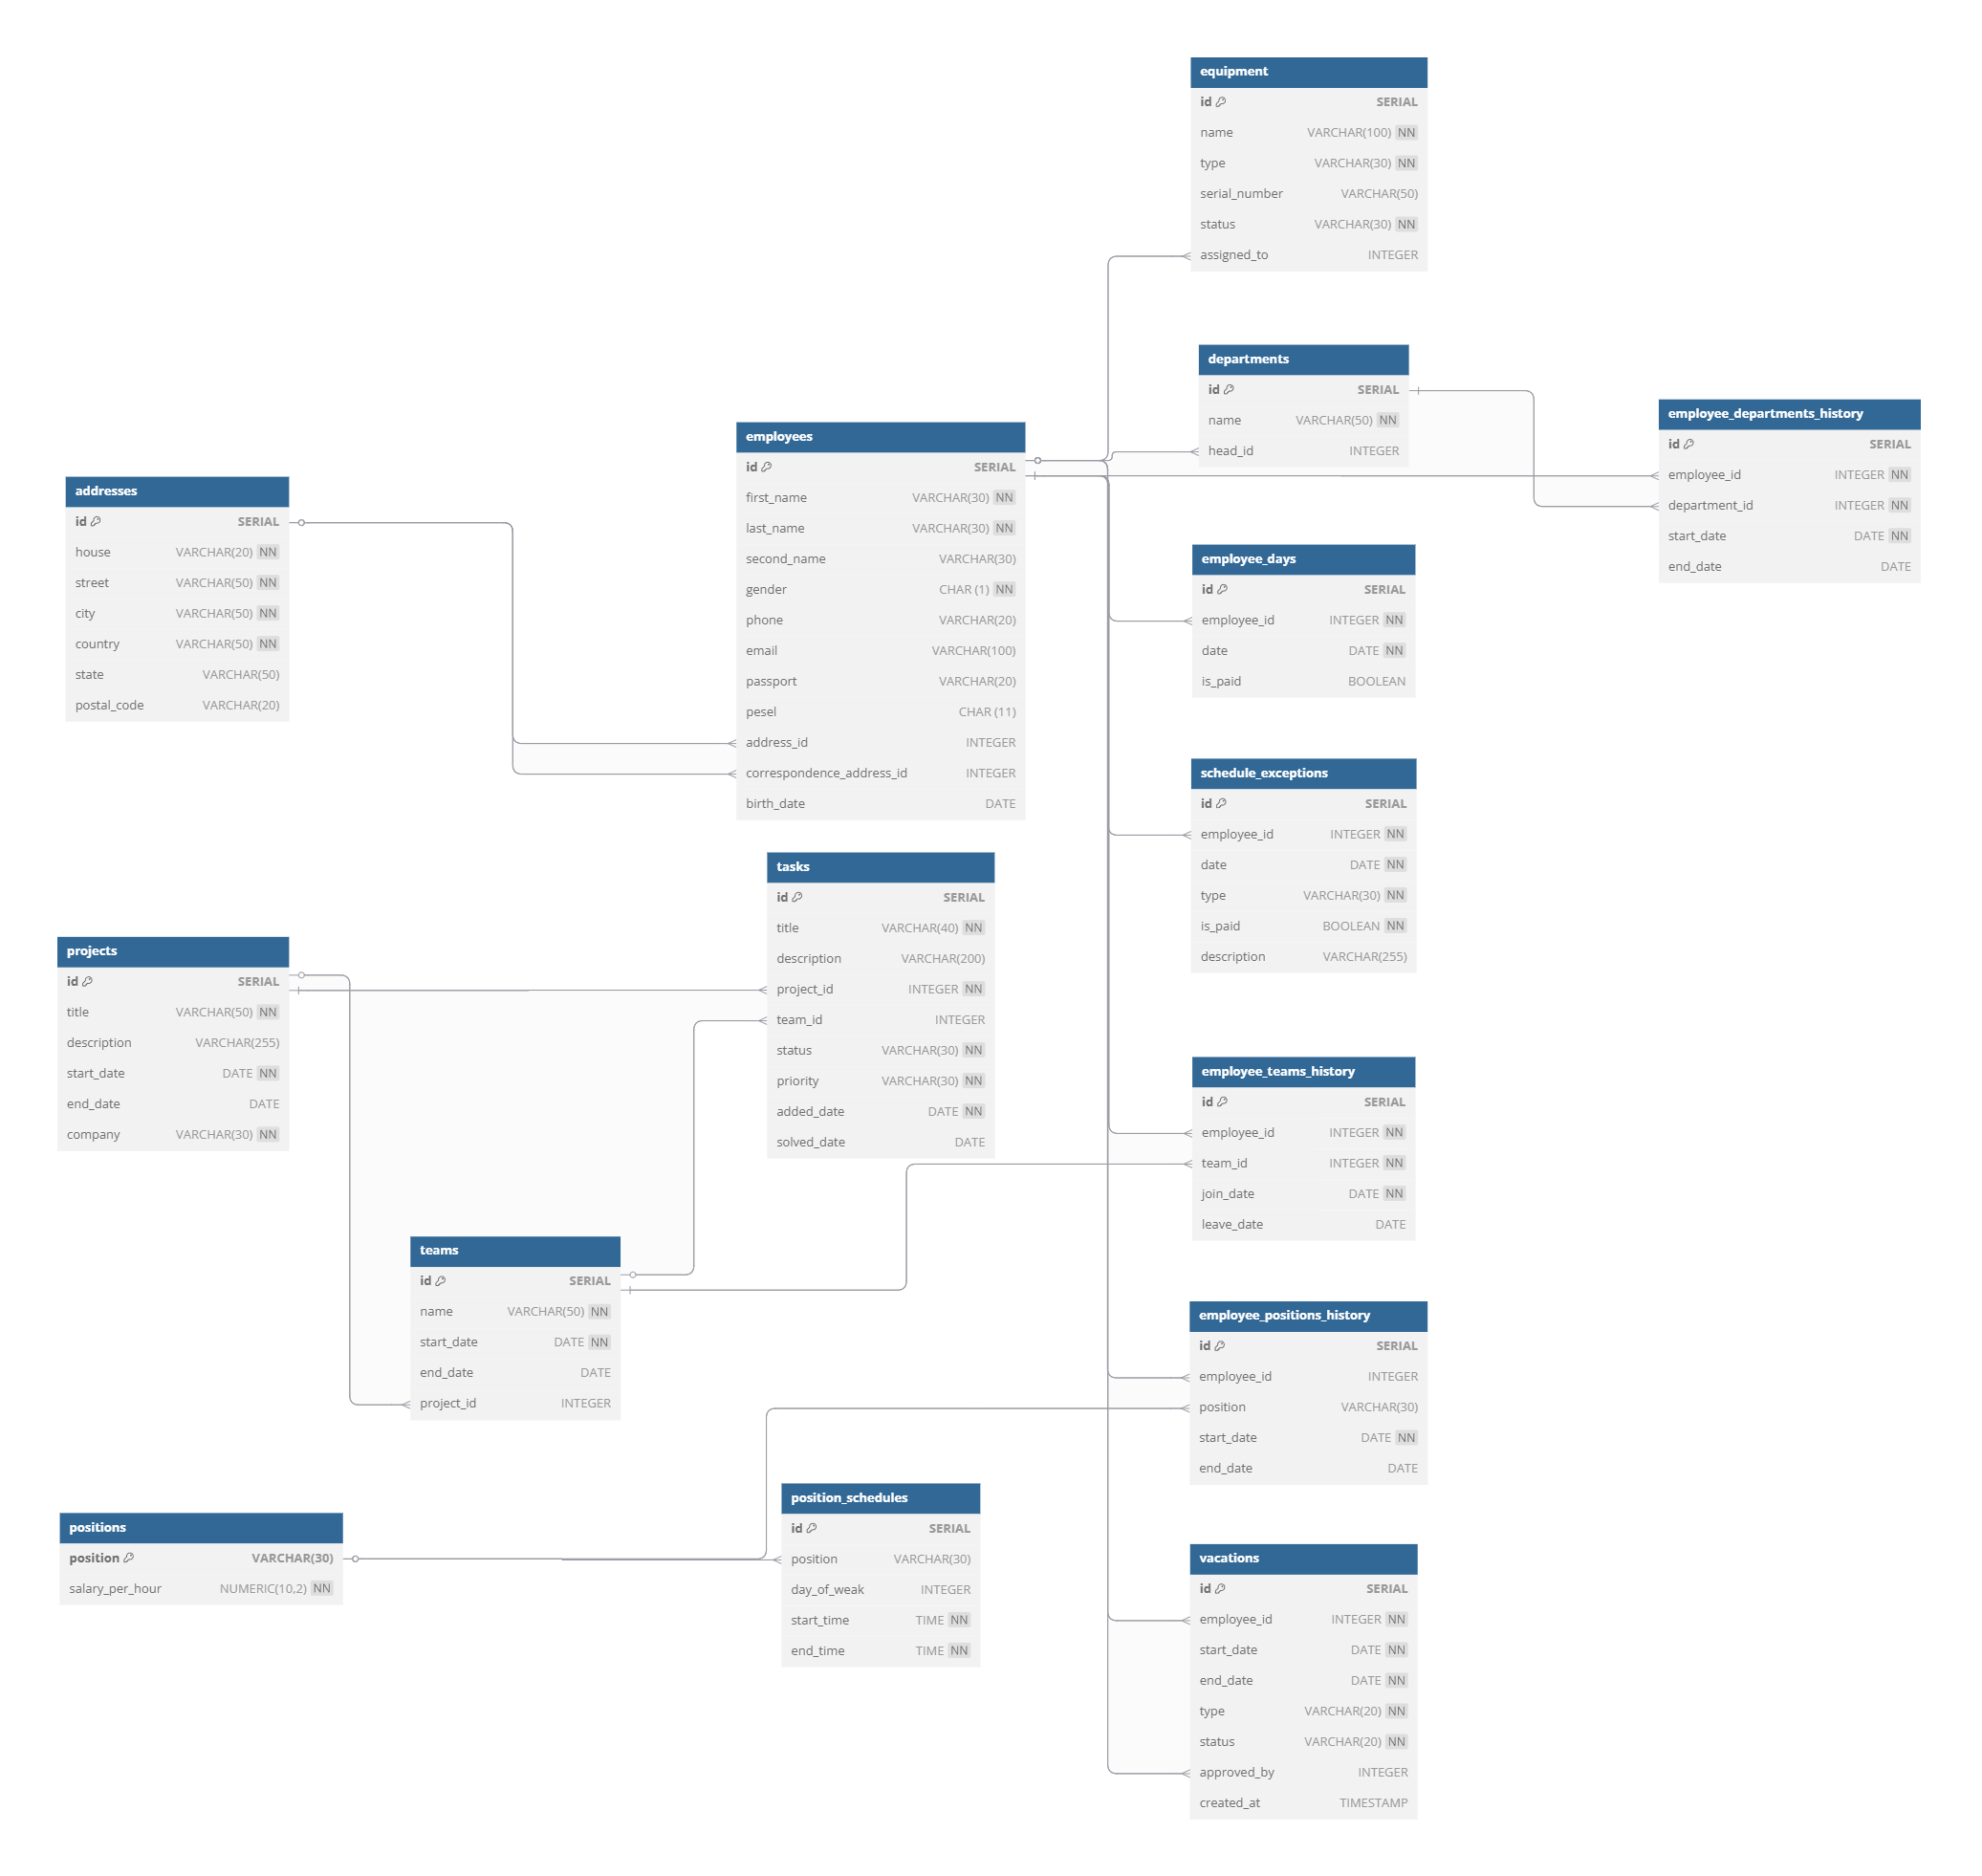 equipment
id SERIAL
name VARCHAR(100) NN
type VARCHAR(30) NN
serial_number VARCHAR(50)
status VARCHAR(30) NN
assigned_to INTEGER
departments
id SERIAL
name VARCHAR(50) NN
head_id INTEGER
employee_departments_history
id SERIAL
employee_id INTEGER NN
department_id INTEGER NN
start_date DATE NN
end_date DATE
employees
id SERIAL
first_name VARCHAR(30) NN
last_name VARCHAR(30) NN
second_name VARCHAR(30)
gender CHAR (1) NN
phone VARCHAR(20)
email VARCHAR(100)
passport VARCHAR(20)
pesel CHAR (11)
address_id INTEGER
correspondence_address_id INTEGER
birth_date DATE
addresses
id SERIAL
house VARCHAR(20) NN
street VARCHAR(50) NN
city VARCHAR(50) NN
country VARCHAR(50) NN
state VARCHAR(50)
postal_code VARCHAR(20)
employee_days
id SERIAL
employee_id INTEGER NN
date DATE NN
is_paid BOOLEAN
schedule_exceptions
id SERIAL
employee_id INTEGER NN
date DATE NN
type VARCHAR(30) NN
is_paid BOOLEAN NN
description VARCHAR(255)
tasks
id SERIAL
title VARCHAR(40) NN
description VARCHAR(200)
project_id INTEGER NN
team_id INTEGER
status VARCHAR(30) NN
priority VARCHAR(30) NN
added_date DATE NN
solved_date DATE
projects
id SERIAL
title VARCHAR(50) NN
description VARCHAR(255)
start_date DATE NN
end_date DATE
company VARCHAR(30) NN
employee_teams_history
id SERIAL
employee_id INTEGER NN
team_id INTEGER NN
join_date DATE NN
leave_date DATE
teams
id SERIAL
name VARCHAR(50) NN
start_date DATE NN
end_date DATE
project_id INTEGER
employee_positions_history
id SERIAL
employee_id INTEGER
position VARCHAR(30)
start_date DATE NN
end_date DATE
position_schedules
id SERIAL
position VARCHAR(30)
day_of_weak INTEGER
start_time TIME NN
end_time TIME NN
positions
position VARCHAR(30)
salary_per_hour NUMERIC(10,2) NN
vacations
id SERIAL
employee_id INTEGER NN
start_date DATE NN
end_date DATE NN
type VARCHAR(20) NN
status VARCHAR(20) NN
approved_by INTEGER
created_at TIMESTAMP